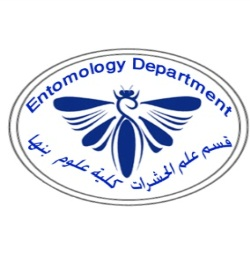 Entomology Department
قسم علم الحشرات كلية علوم بنها